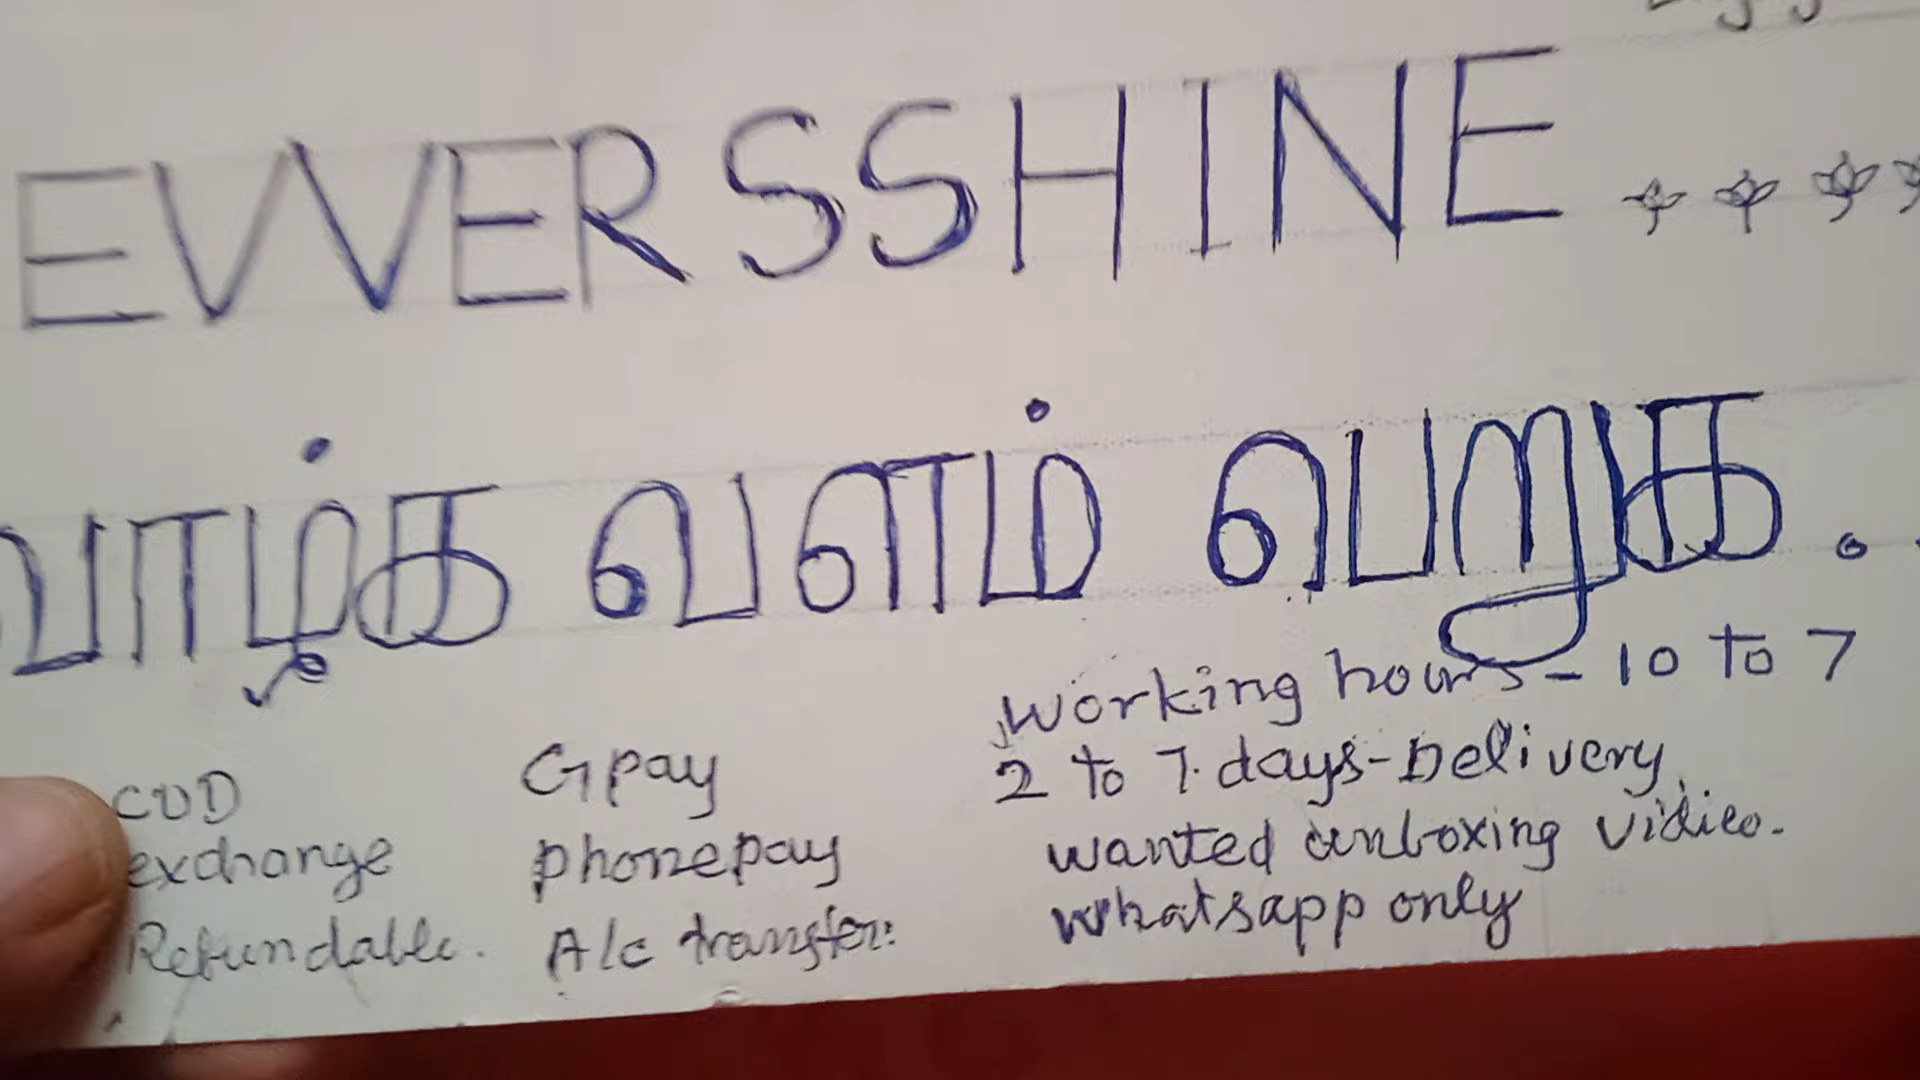 EVVERSSHINE....
வாழ்க வளம் பெறுக..
Working hours - 10 to 7
COD
Gpay
2 to 7 days - Delivery
exchange
phonepay
wanted unboxing vidieo.
Refundable.
A/c transfer.
whatsapp only